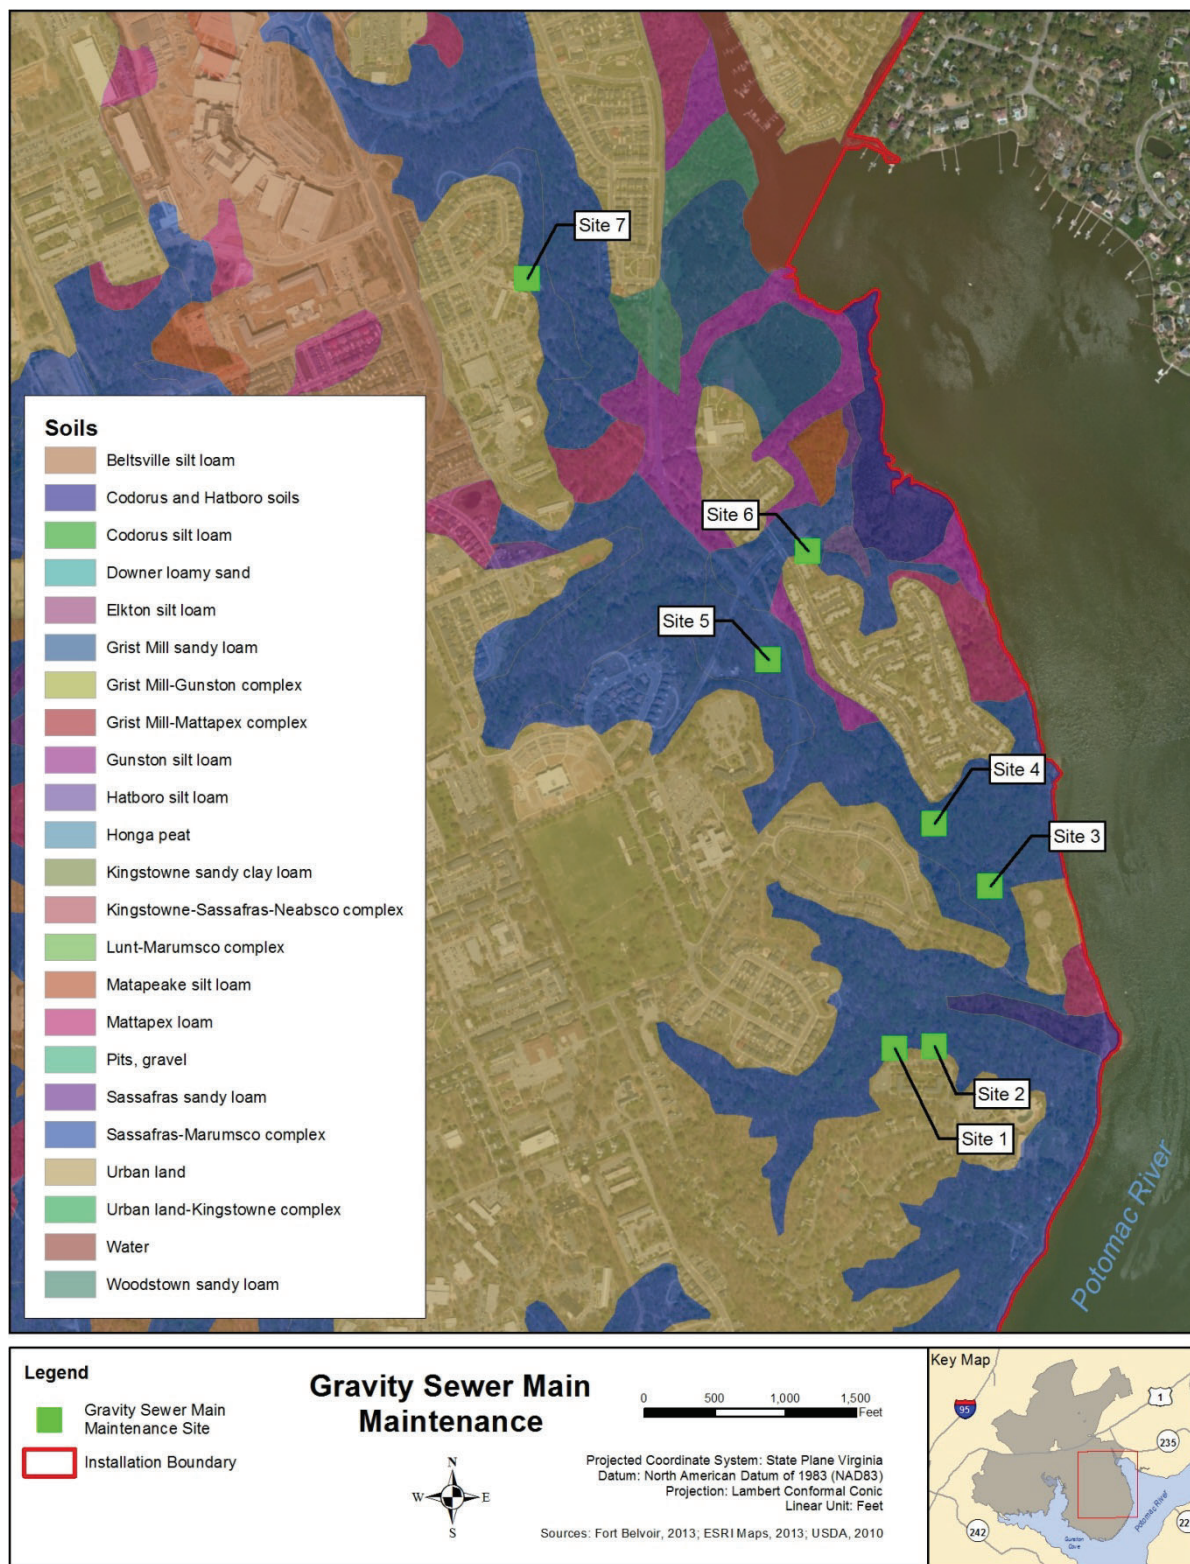 Site 7
Site 6
Site 5
Site 4
Site 3
Site 2
Site 1
Potomac River
Soils
Beltsville silt loam
Codorus and Hatboro soils
Codorus silt loam
Downer loamy sand
Elkton silt loam
Grist Mill sandy loam
Grist Mill-Gunston complex
Grist Mill-Mattapex complex
Gunston silt loam
Hatboro silt loam
Honga peat
Kingstowne sandy clay loam
Kingstowne-Sassafras-Neabsco complex
Lunt-Marumsco complex
Matapeake silt loam
Mattapex loam
Pits, gravel
Sassafras sandy loam
Sassafras-Marumsco complex
Urban land
Urban land-Kingstowne complex
Water
Woodstown sandy loam
Legend
Gravity Sewer Main
Maintenance Site
Installation Boundary
Gravity Sewer Main
Maintenance
N
W E
S
0 500 1,000 1,500
Feet
Projected Coordinate System: State Plane Virginia
Datum: North American Datum of 1983 (NAD83)
Projection: Lambert Conformal Conic
Linear Unit: Feet
Sources: Fort Belvoir, 2013; ESRI Maps, 2013; USDA, 2010
Key Map
95
1
235
242
Gunston
Cove
Potomac River